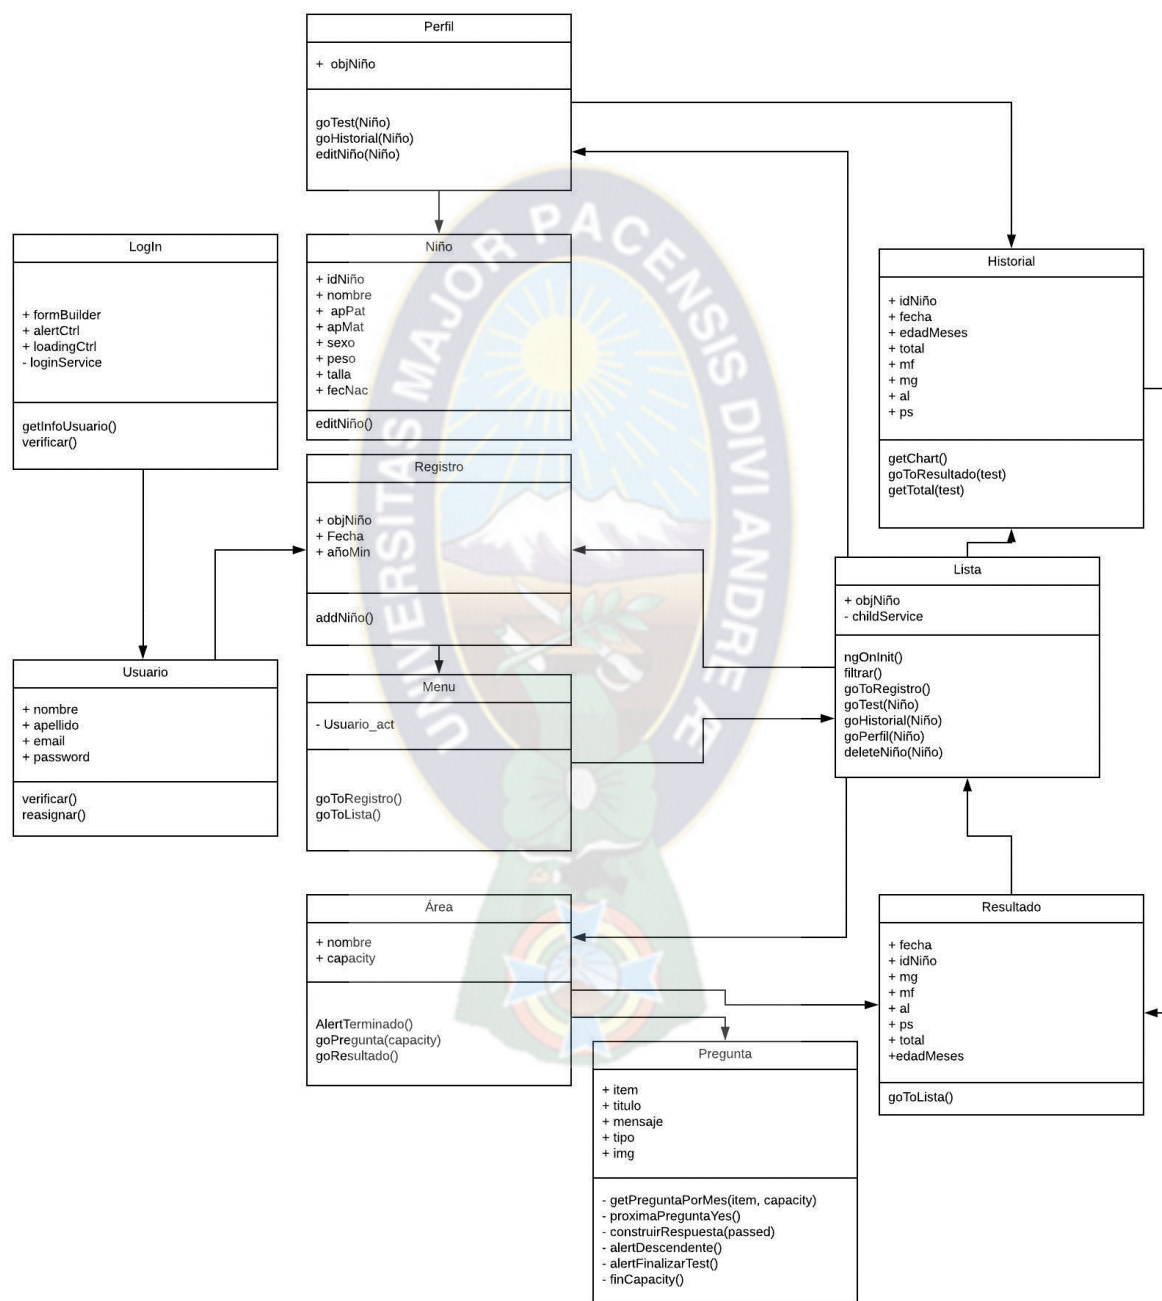 Perfil
+ objNiño
goTest(Niño)
goHistorial(Niño)
editNiño(Niño)
LogIn
+ formBuilder
+ alertCtrl
+ loadingCtrl
- loginService
getInfoUsuario()
verificar()
Niño
+ idNiño
+ nombre
+ apPat
+ apMat
+ sexo
+ peso
+ talla
+ fecNac
editNiño()
Historial
+ idNiño
+ fecha
+ edadMeses
+ total
+ mf
+ mg
+ al
+ ps
getChart()
goToResultado(test)
getTotal(test)
Registro
+ objNiño
+ Fecha
+ añoMin
addNiño()
Lista
+ objNiño
- childService
ngOnInit()
filtrar()
goToRegistro()
goTest(Niño)
goHistorial(Niño)
goPerfil(Niño)
deleteNiño(Niño)
Usuario
+ nombre
+ apellido
+ email
+ password
verificar()
reasignar()
Menu
- Usuario_act
goToRegistro()
goToLista()
Área
+ nombre
+ capacity
AlertTerminado()
goPregunta(capacity)
goResultado()
Resultado
+ fecha
+ idNiño
+ mg
+ mf
+ al
+ ps
+ total
+edadMeses
goToLista()
Pregunta
+ item
+ titulo
+ mensaje
+ tipo
+ img
- getPreguntaPorMes(item, capacity)
- proximaPreguntaYes()
- construirRespuesta(passed)
- alertDescendente()
- alertFinalizarTest()
- finCapacity()
UNIVERSITAS MAJOR PACENSIS DIVI ANDRE Æ